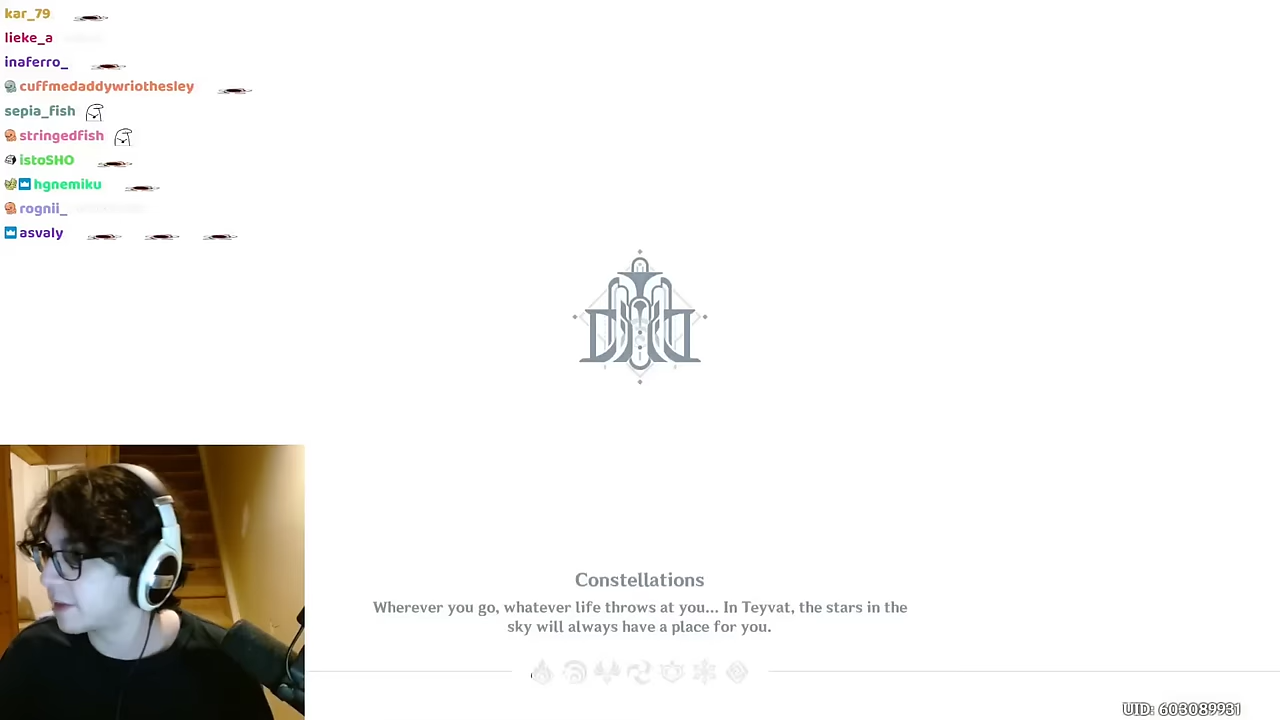 kar_79
lieke_a
inaferro_
cuffmedaddywriothesley
sepia_fish
stringedfish
istoSHO
hgnemiku
rognii_
asvaly
Constellations
Wherever you go, whatever life throws at you... In Teyvat, the stars in the
sky will always have a place for you.
UID: 603089931